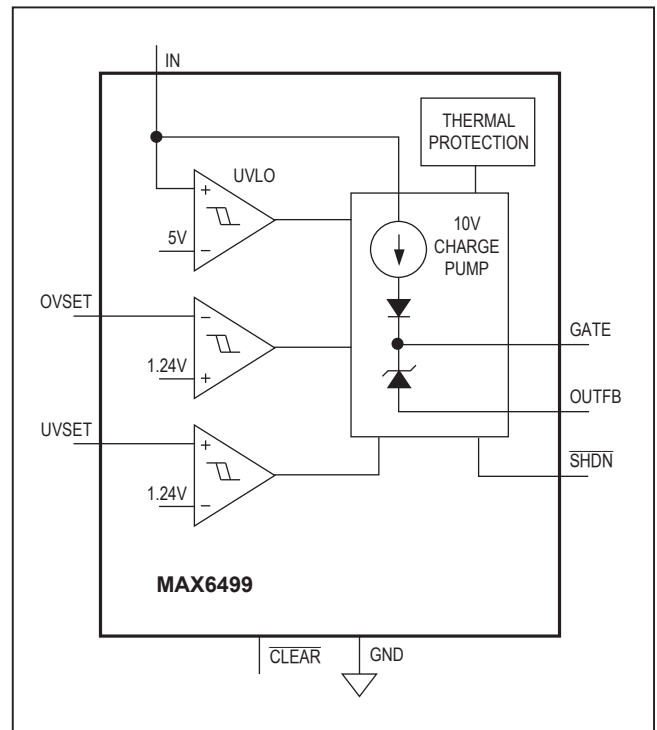 IN
THERMAL
PROTECTION
UVLO
+
5V
−
10V
CHARGE
PUMP
OVSET
−
1.24V
+
GATE
OUTFB
UVSET
+
1.24V
−
SHDN
MAX6499
CLEAR
GND